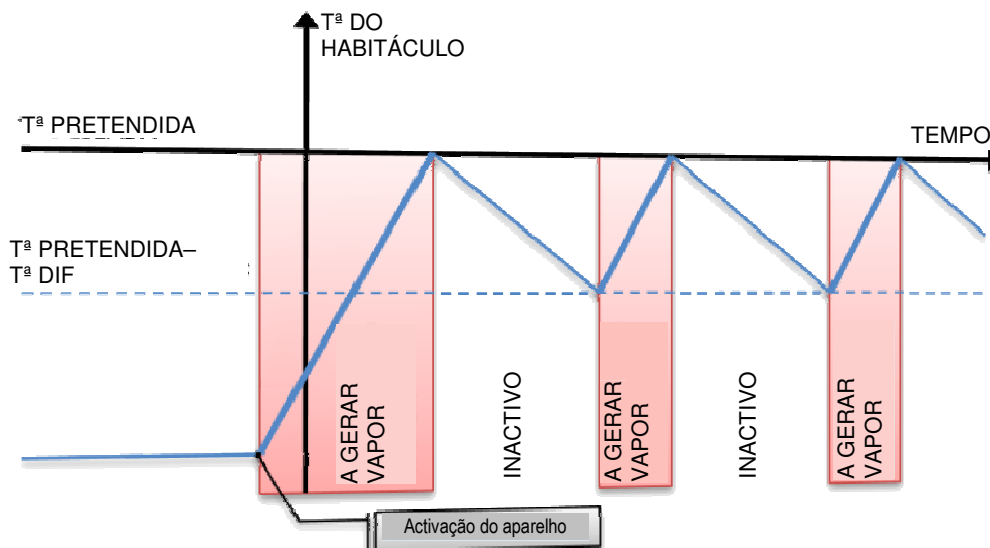 Tª DO
HABITÁCULO
Tª PRETENDIDA
TEMPO
Tª PRETENDIDA–
Tª DIF
A GERAR
VAPOR
INACTIVO
A GERAR
VAPOR
INACTIVO
A GERAR
VAPOR
Activação do aparelho